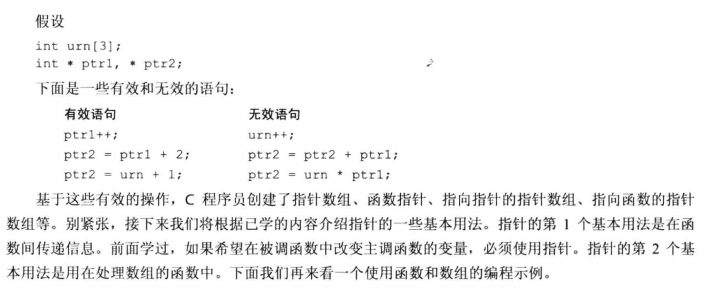 假设
int urn[3];
int * ptr1, * ptr2;
下面是一些有效和无效的语句：
有效语句 无效语句
ptr1++; urn++;
ptr2 = ptr1 + 2; ptr2 = ptr2 + ptr1;
ptr2 = urn + 1; ptr2 = urn * ptr1;
基于这些有效的操作，C 程序员创建了指针数组、函数指针、指向指针的指针数组、指向函数的指针
数组等。别紧张，接下来我们将根据已学的内容介绍指针的一些基本用法。指针的第 1 个基本用法是在函
数间传递信息。前面学过，如果希望在被调函数中改变主调函数的变量，必须使用指针。指针的第 2 个基
本用法是用在处理数组的函数中。下面我们再来看一个使用函数和数组的编程示例。